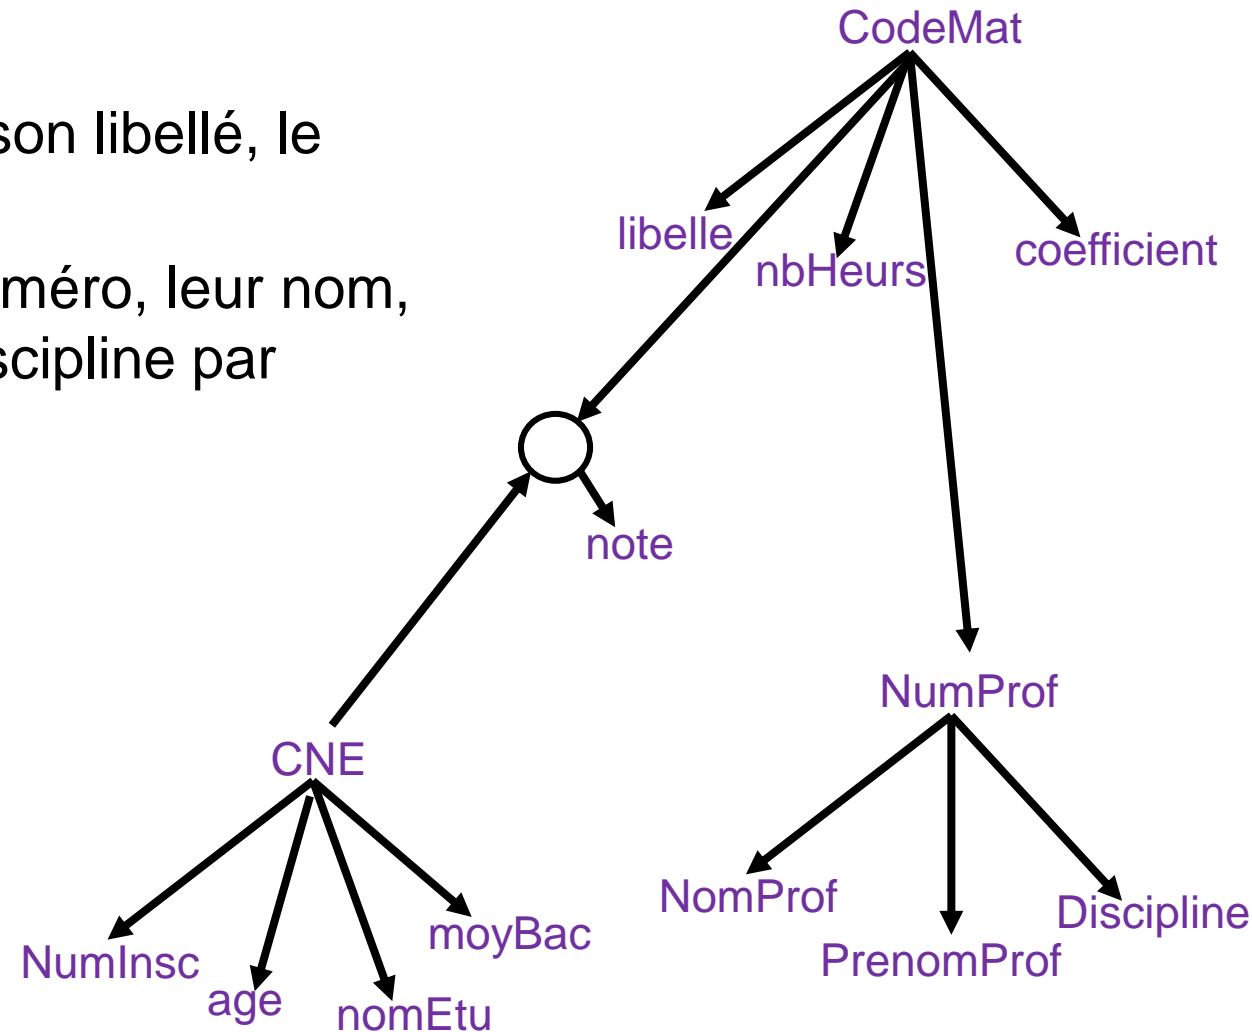 CodeMat
son libellé, le
libelle
nbHeurs
coefficient
méro, leur nom,
scipline par
note
NumProf
CNE
NomProf
Discipline
moyBac
PrenomProf
NumInsc
age
nomEtu